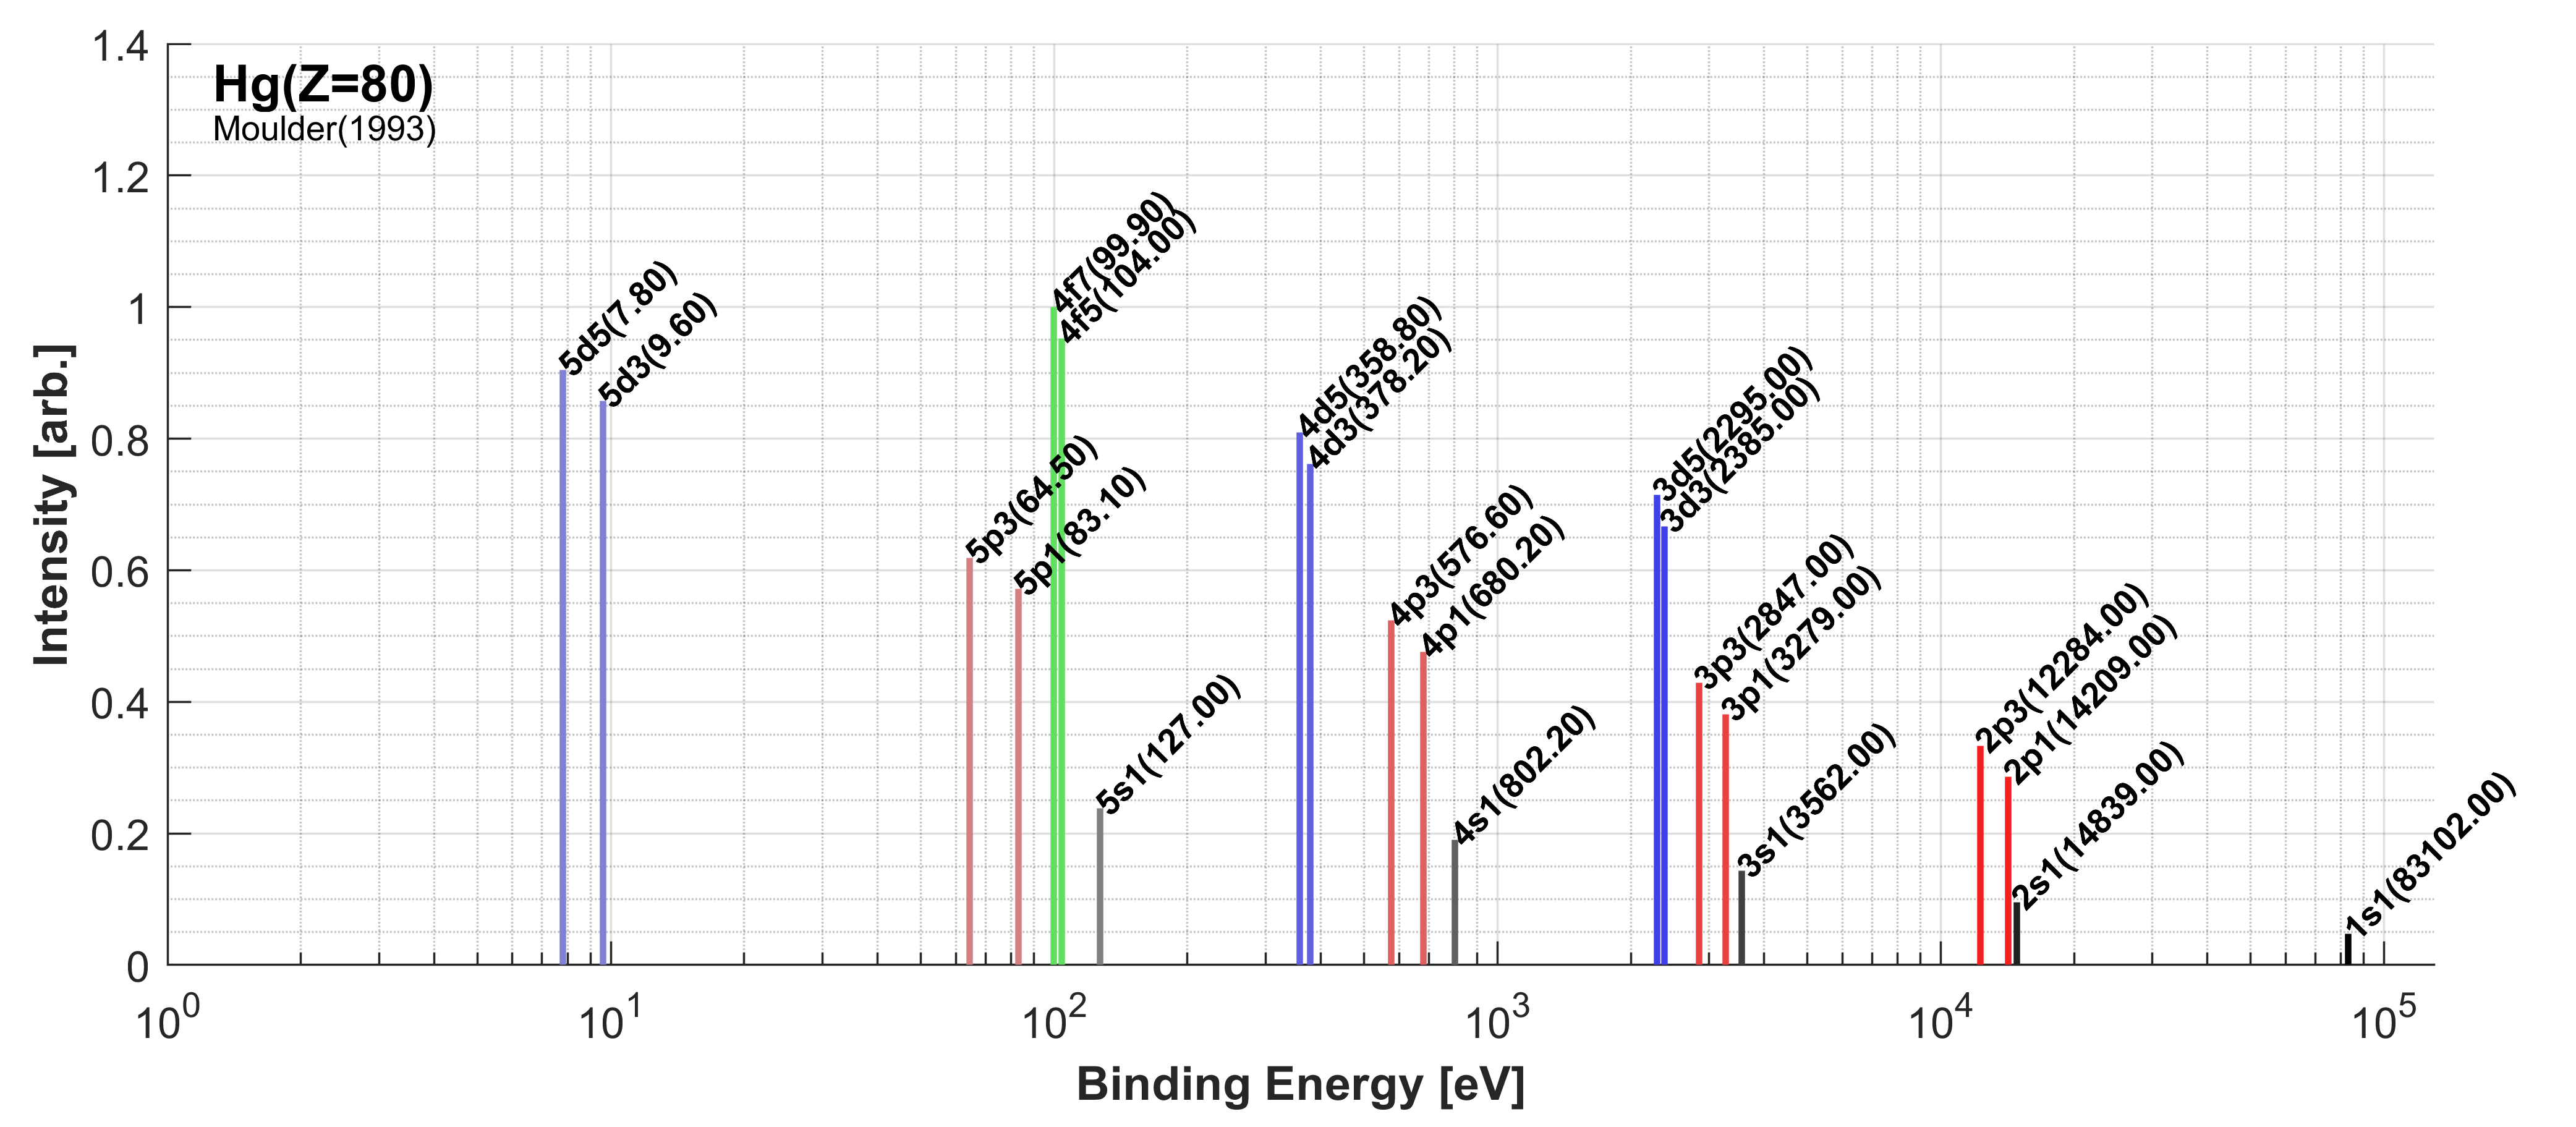 Hg(Z=80)
Moulder(1993)
Intensity [arb.]
1.4
1.2
1
0.8
0.6
0.4
0.2
0
5d5(7.80)
5d3(9.60)
5p3(64.50)
5p1(83.10)
4f7(99.90)
4f5(104.00)
5s1(127.00)
4d5(358.80)
4d3(378.20)
4p3(576.60)
4p1(680.20)
4s1(802.20)
3d5(2295.00)
3d3(2385.00)
3p3(2847.00)
3p1(3279.00)
3s1(3562.00)
2p3(12284.00)
2p1(14209.00)
2s1(14839.00)
1s1(83102.00)
10^0
10^1
10^2
10^3
10^4
10^5
Binding Energy [eV]